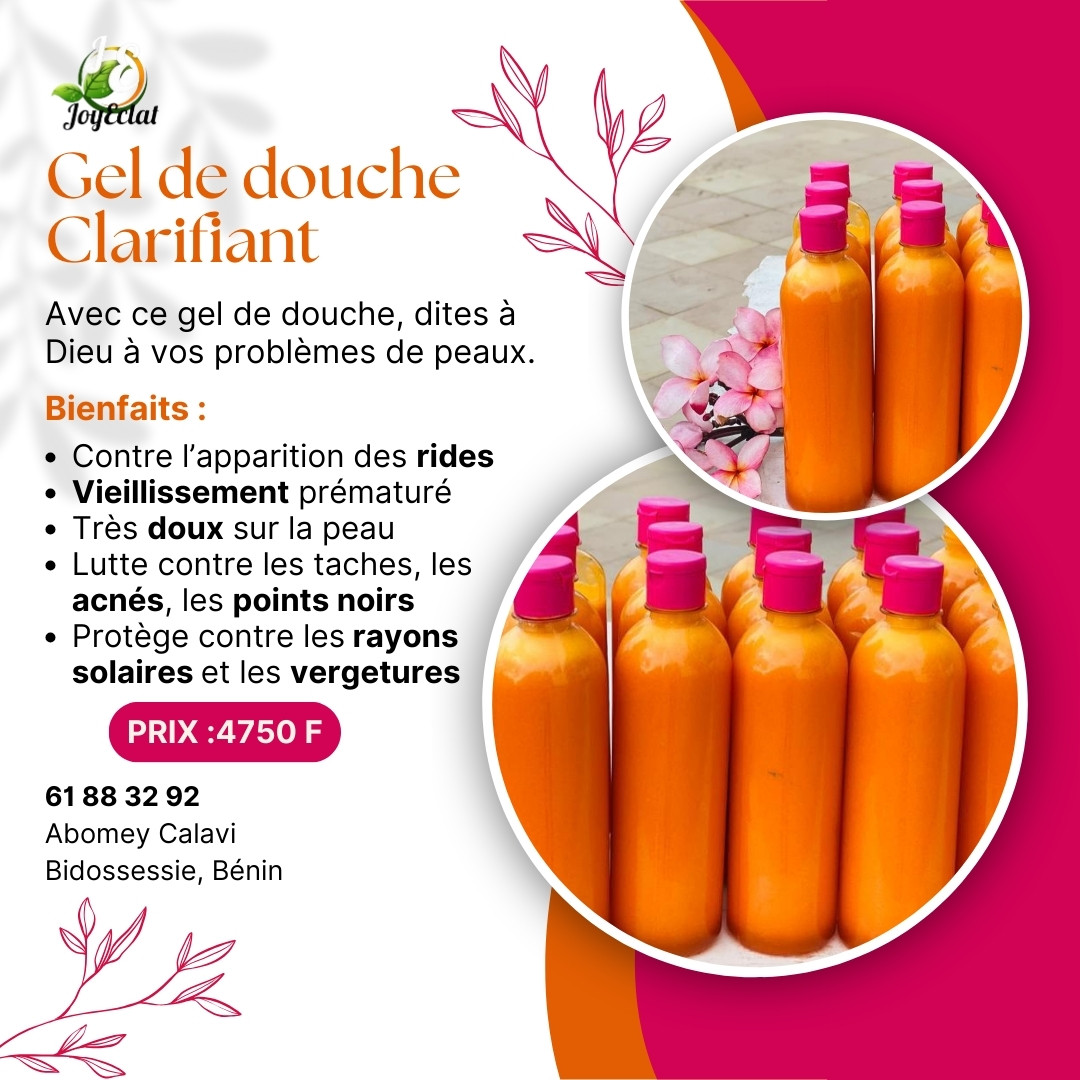 JoyEclat
Gel de douche
Clarifiant
Avec ce gel de douche, dites à
Dieu à vos problèmes de peaux.
Bienfaits :
• Contre l’apparition des rides
• Vieillissement prématuré
• Très doux sur la peau
• Lutte contre les taches, les
acnés, les points noirs
• Protège contre les rayons
solaires et les vergetures
PRIX :4750 F
61 88 32 92
Abomey Calavi
Bidossessie, Bénin